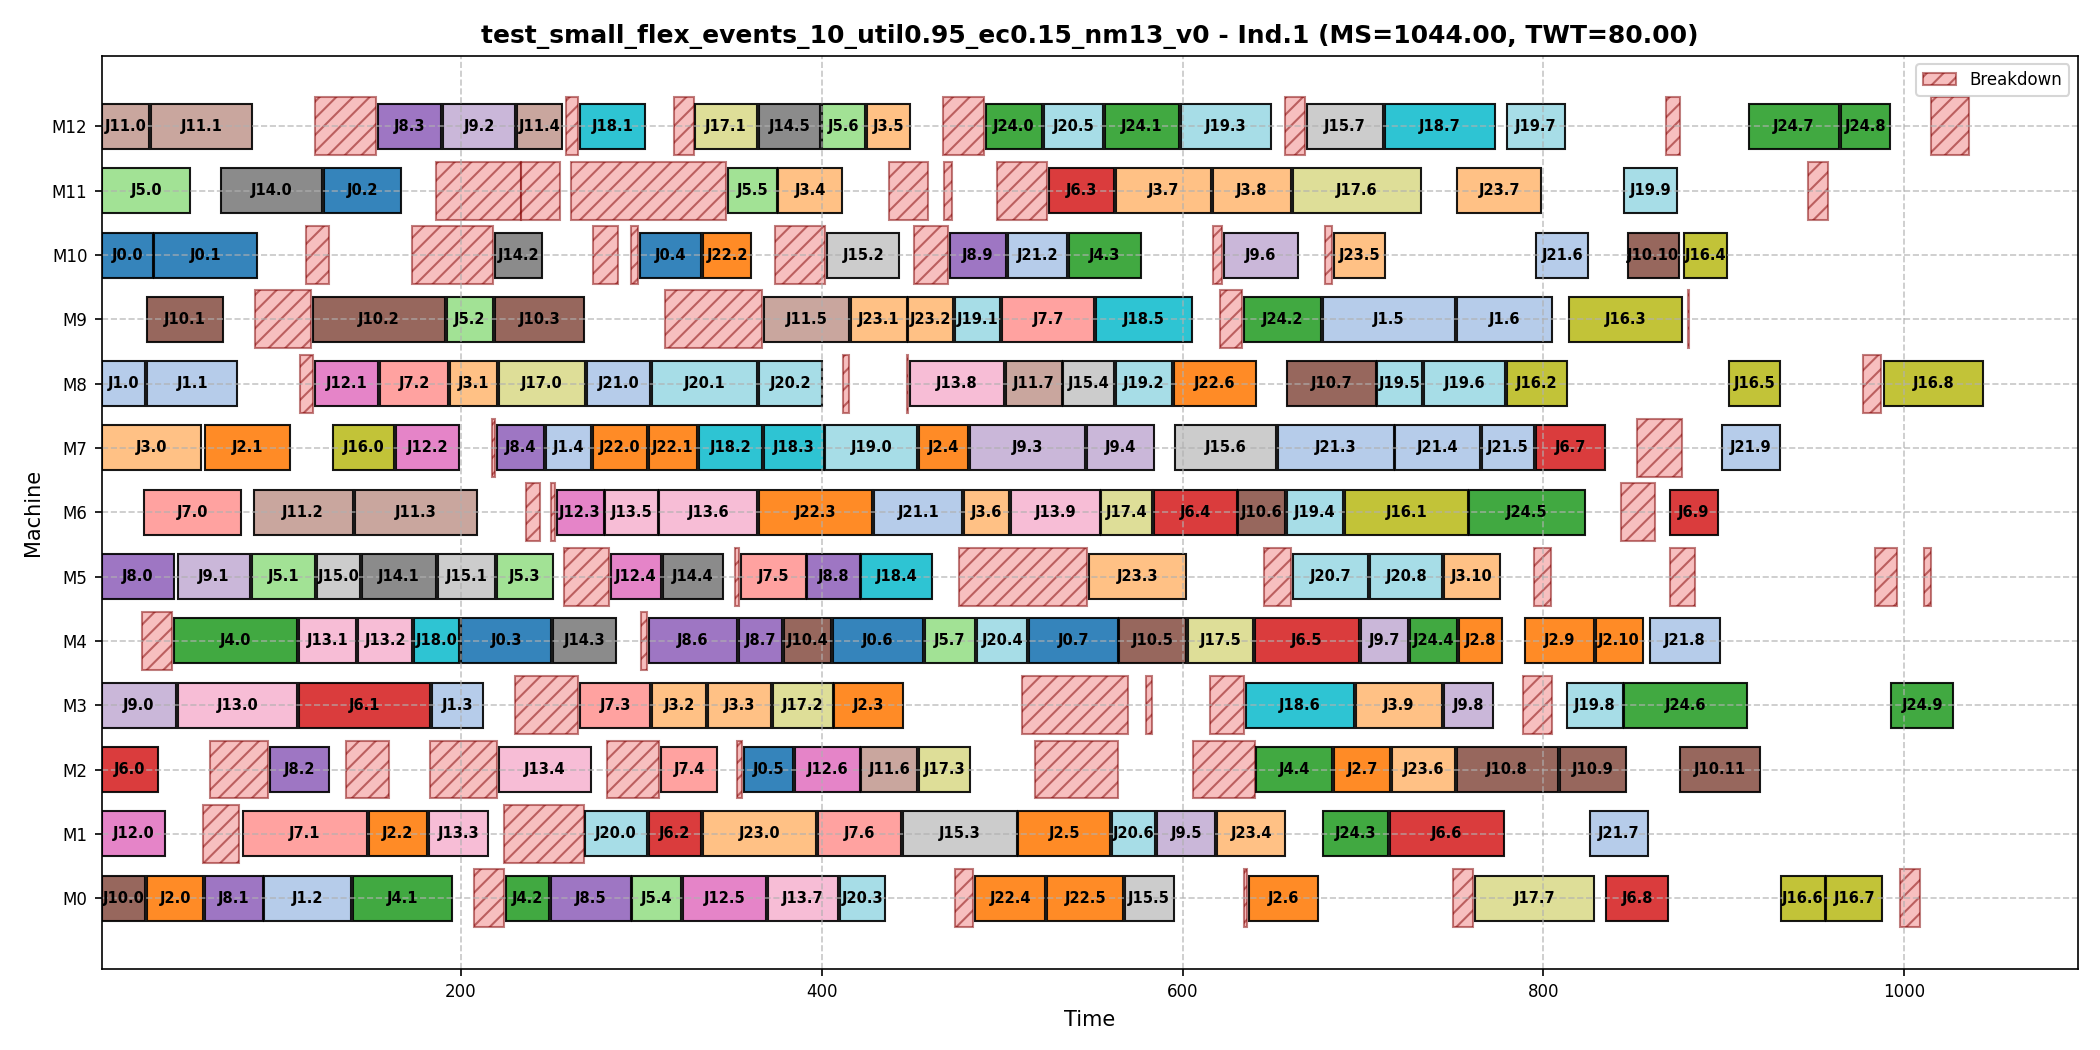 test_small_flex_events_10_util0.95_ec0.15_nm13_v0 - Ind.1 (MS=1044.00, TWT=80.00)
Breakdown
M12 J11.0 J11.1 J8.3 J9.2 J11.4 J18.1 J17.1 J14.5 J5.6 J3.5 J24.0 J20.5 J24.1 J19.3 J15.7 J18.7 J19.7 J24.7 J24.8
M11 J5.0 J14.0 J0.2 J5.5 J3.4 J6.3 J3.7 J3.8 J17.6 J23.7 J19.9
M10 J0.0 J0.1 J14.2 J0.4 J22.2 J15.2 J8.9 J21.2 J4.3 J9.6 J23.5 J21.6 J10.10 J16.4
M9 J10.1 J10.2 J5.2 J10.3 J11.5 J23.1 J23.2 J19.1 J7.7 J18.5 J24.2 J1.5 J1.6 J16.3
M8 J1.0 J1.1 J12.1 J7.2 J3.1 J17.0 J21.0 J20.1 J20.2 J13.8 J11.7 J15.4 J19.2 J22.6 J10.7 J19.5 J19.6 J16.2 J16.5 J16.8
M7 J3.0 J2.1 J16.0 J12.2 J8.4 J1.4 J22.0 J22.1 J18.2 J18.3 J19.0 J2.4 J9.3 J9.4 J15.6 J21.3 J21.4 J21.5 J6.7 J21.9
M6 J7.0 J11.2 J11.3 J12.3 J13.5 J13.6 J22.3 J21.1 J3.6 J13.9 J17.4 J6.4 J10.6 J19.4 J16.1 J24.5 J6.9
M5 J8.0 J9.1 J5.1 J15.0 J14.1 J15.1 J5.3 J12.4 J14.4 J7.5 J8.8 J18.4 J23.3 J20.7 J20.8 J3.10
M4 J4.0 J13.1 J13.2 J18.0 J0.3 J14.3 J8.6 J8.7 J10.4 J0.6 J5.7 J20.4 J0.7 J10.5 J17.5 J6.5 J9.7 J24.4 J2.8 J2.9 J2.10 J21.8
M3 J9.0 J13.0 J6.1 J1.3 J7.3 J3.2 J3.3 J17.2 J2.3 J18.6 J3.9 J9.8 J19.8 J24.6 J24.9
M2 J6.0 J8.2 J13.4 J7.4 J0.5 J12.6 J11.6 J17.3 J4.4 J2.7 J23.6 J10.8 J10.9 J10.11
M1 J12.0 J7.1 J2.2 J13.3 J20.0 J6.2 J23.0 J7.6 J15.3 J2.5 J20.6 J9.5 J23.4 J24.3 J6.6 J21.7
M0 J10.0 J2.0 J8.1 J1.2 J4.1 J4.2 J8.5 J5.4 J12.5 J13.7 J20.3 J22.4 J22.5 J15.5 J2.6 J17.7 J6.8 J16.6 J16.7
200 400 600 800 1000
Time
Machine